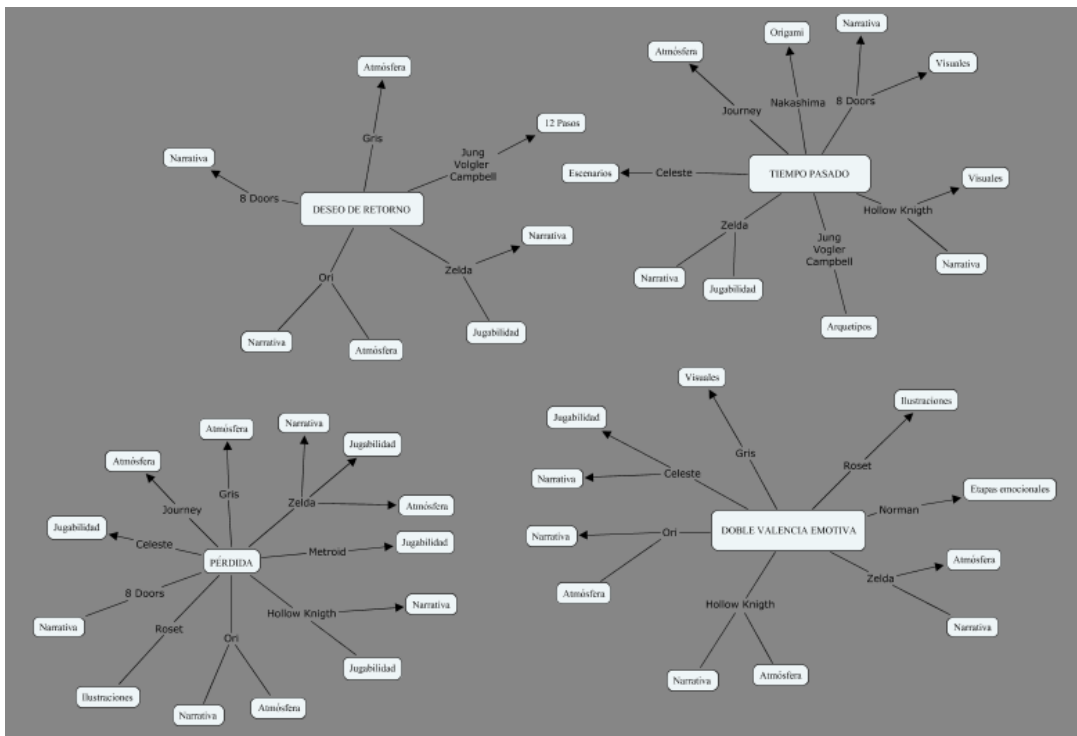 Atmósfera
Gris
12 Pasos
Jung
Volgler
Campbell
Narrativa
8 Doors
DESEO DE RETORNO
Narrativa
Zelda
Ori
Jugabilidad
Narrativa
Atmósfera
Narrativa
Origami
Atmósfera
Visuales
Nakashima
8 Doors
Journey
Escenarios
Celeste
TIEMPO PASADO
Visuales
Hollow Knigth
Zelda
Jung
Vogler
Campbell
Narrativa
Narrativa
Jugabilidad
Arquetipos
Narrativa
Atmósfera
Jugabilidad
Atmósfera
Gris
Zelda
Atmósfera
Journey
Jugabilidad
Celeste
Metroid
Jugabilidad
PÉRDIDA
8 Doors
Hollow Knigth
Narrativa
Narrativa
Roset
Ori
Jugabilidad
Ilustraciones
Narrativa
Atmósfera
Visuales
Ilustraciones
Jugabilidad
Gris
Roset
Narrativa
Celeste
Etapas emocionales
Norman
Narrativa
Ori
DOBLE VALENCIA EMOTIVA
Atmósfera
Zelda
Atmósfera
Hollow Knigth
Narrativa
Narrativa
Atmósfera